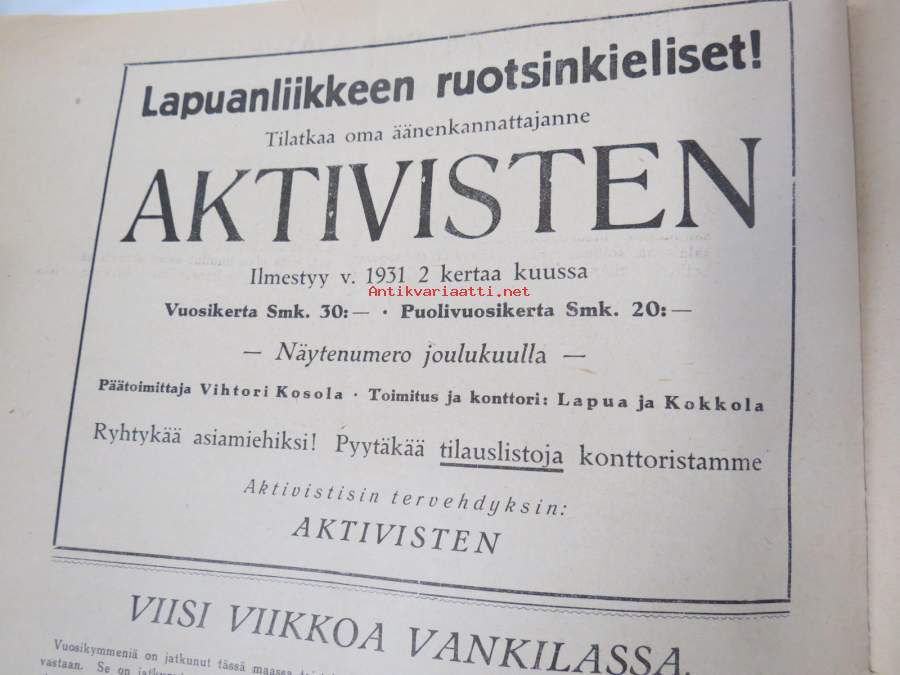 Lapuanliikkeen ruotsinkieliset!
Tilatkaa oma äänenkannattajanne
AKTIVISTEN
Ilmestyy v. 1931 2 kertaa kuussa
Antikvariaatti.net
Vuosikerta Smk. 30: — · Puolivuosikerta Smk. 20: —
— Näytenumero joulukuulla —
Päätoimittaja Vihtori Kosola · Toimitus ja konttori: Lapua ja Kokkola
Ryhtykää asiamiehiksi! Pyytäkää tilauslistoja konttoristamme
Aktivistisin tervehdyksin:
AKTIVISTEN
VIISI VIIKKOA VANKILASSA.
Vuosikymmeniä on jatkunut tässä maassa
vastaan. Se on